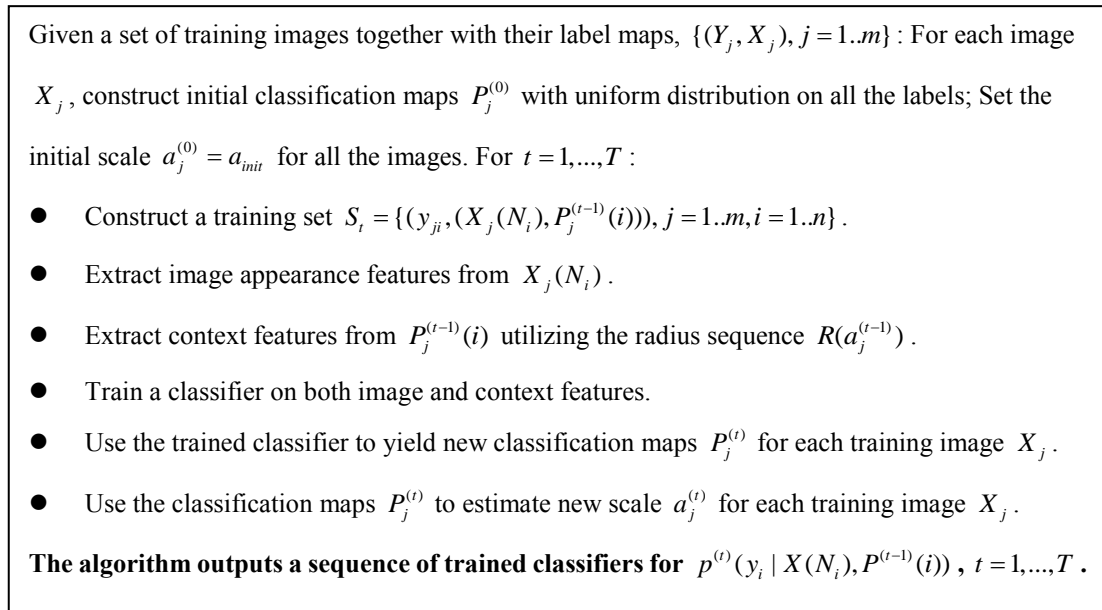 Given a set of training images together with their label maps, {(Y_j, X_j), j = 1..m} : For each image
X_j , construct initial classification maps P_j^{(0)} with uniform distribution on all the labels; Set the
initial scale a_j^{(0)} = a_{init} for all the images. For t = 1,...,T :
● Construct a training set S_t = {(y_{ji}, (X_j(N_i), P_j^{(t-1)}(i))), j = 1..m, i = 1..n} .
● Extract image appearance features from X_j(N_i) .
● Extract context features from P_j^{(t-1)}(i) utilizing the radius sequence R(a_j^{(t-1)}) .
● Train a classifier on both image and context features.
● Use the trained classifier to yield new classification maps P_j^{(t)} for each training image X_j .
● Use the classification maps P_j^{(t)} to estimate new scale a_j^{(t)} for each training image X_j .
The algorithm outputs a sequence of trained classifiers for p^{(t)}(y_i | X(N_i), P^{(t-1)}(i)) , t = 1,...,T .